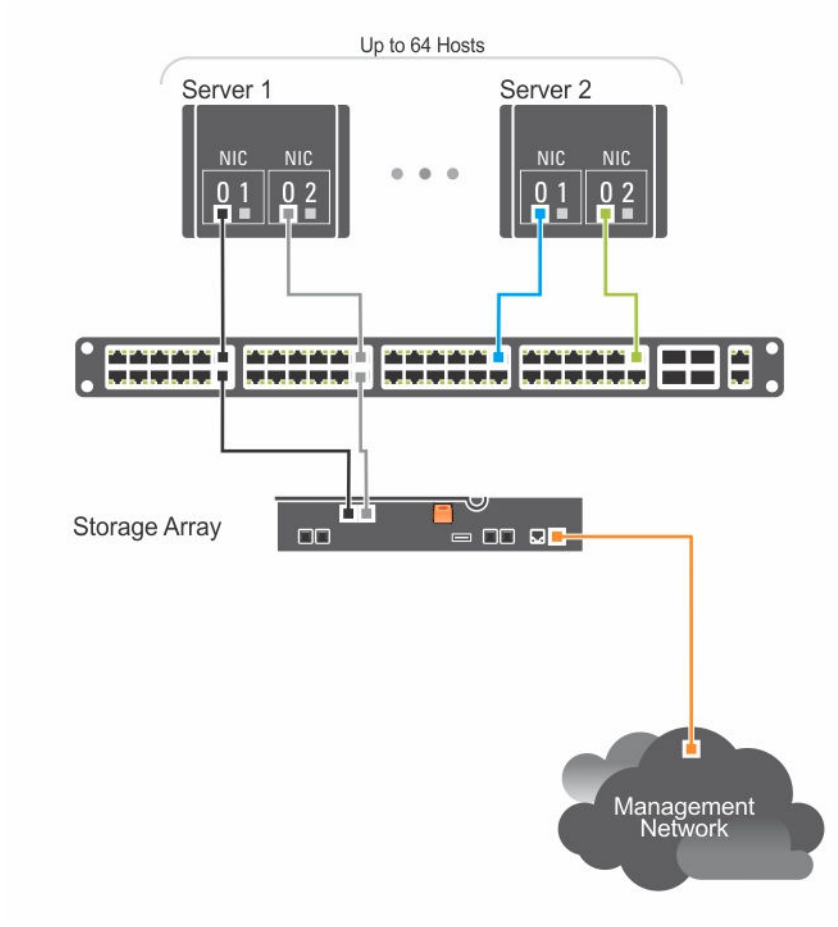 Up to 64 Hosts
Server 1
Server 2
NIC NIC
NIC NIC
0 1 0 2
0 1 0 2
Storage Array
Management
Network